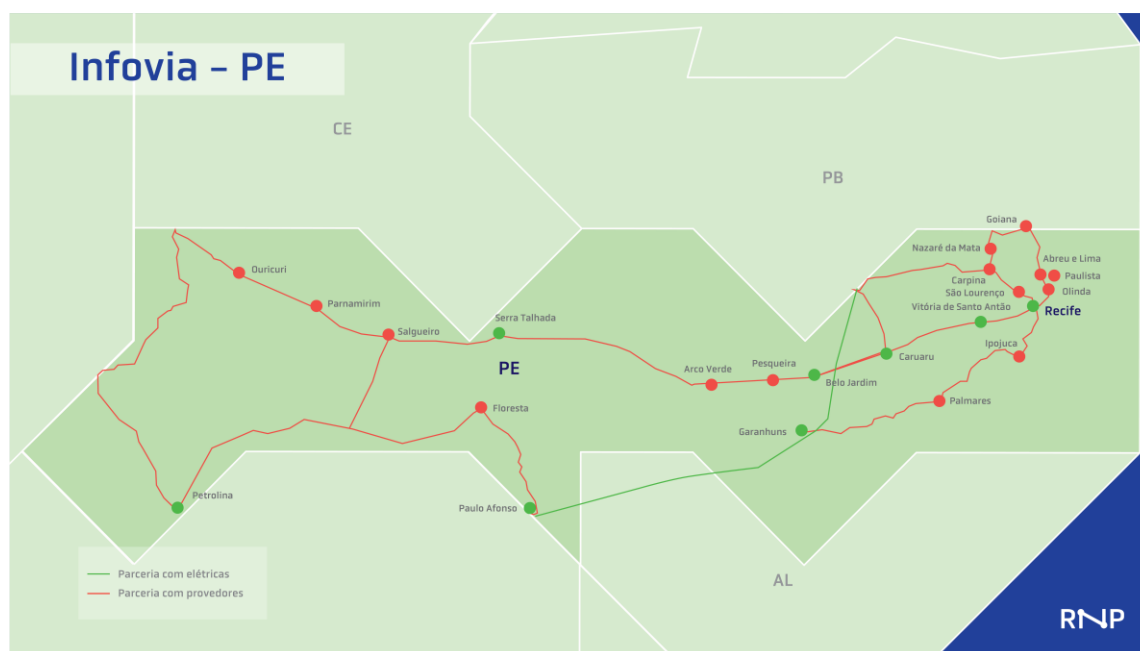 Infovia – PE
CE
PB
Goiana
Nazaré da Mata
Abreu e Lima
Carpina
Paulista
São Lourenço
Olinda
Vitória de Santo Antão
Recife
Ouricuri
Parnamirim
Salgueiro
Serra Talhada
PE
Ipojuca
Caruaru
Arco Verde
Pesqueira
Belo Jardim
Floresta
Palmares
Garanhuns
Petrolina
Paulo Afonso
Parceria com elétricas
Parceria com provedores
AL
RNP